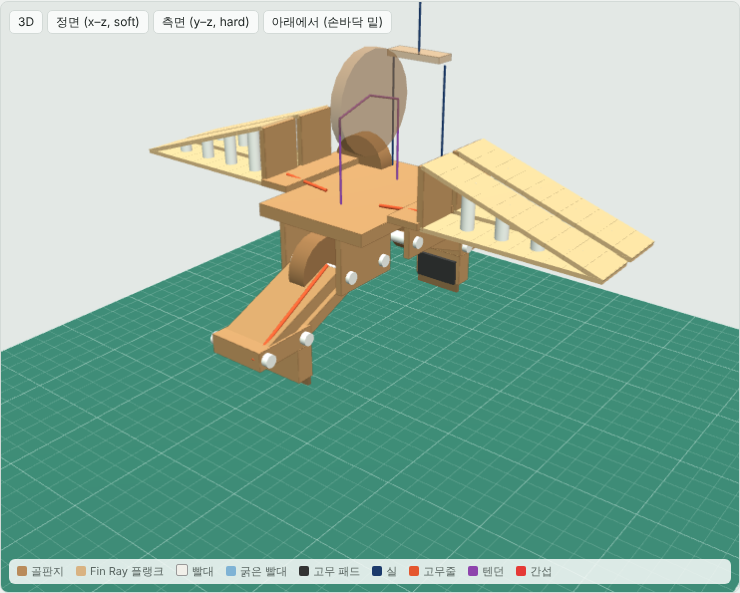 3D 정면 (x–z, soft) 측면 (y–z, hard) 아래에서 (손바닥 밑)
골판지 Fin Ray 플랭크 빨대 굵은 빨대 고무 패드 실 고무줄 텐던 간섭